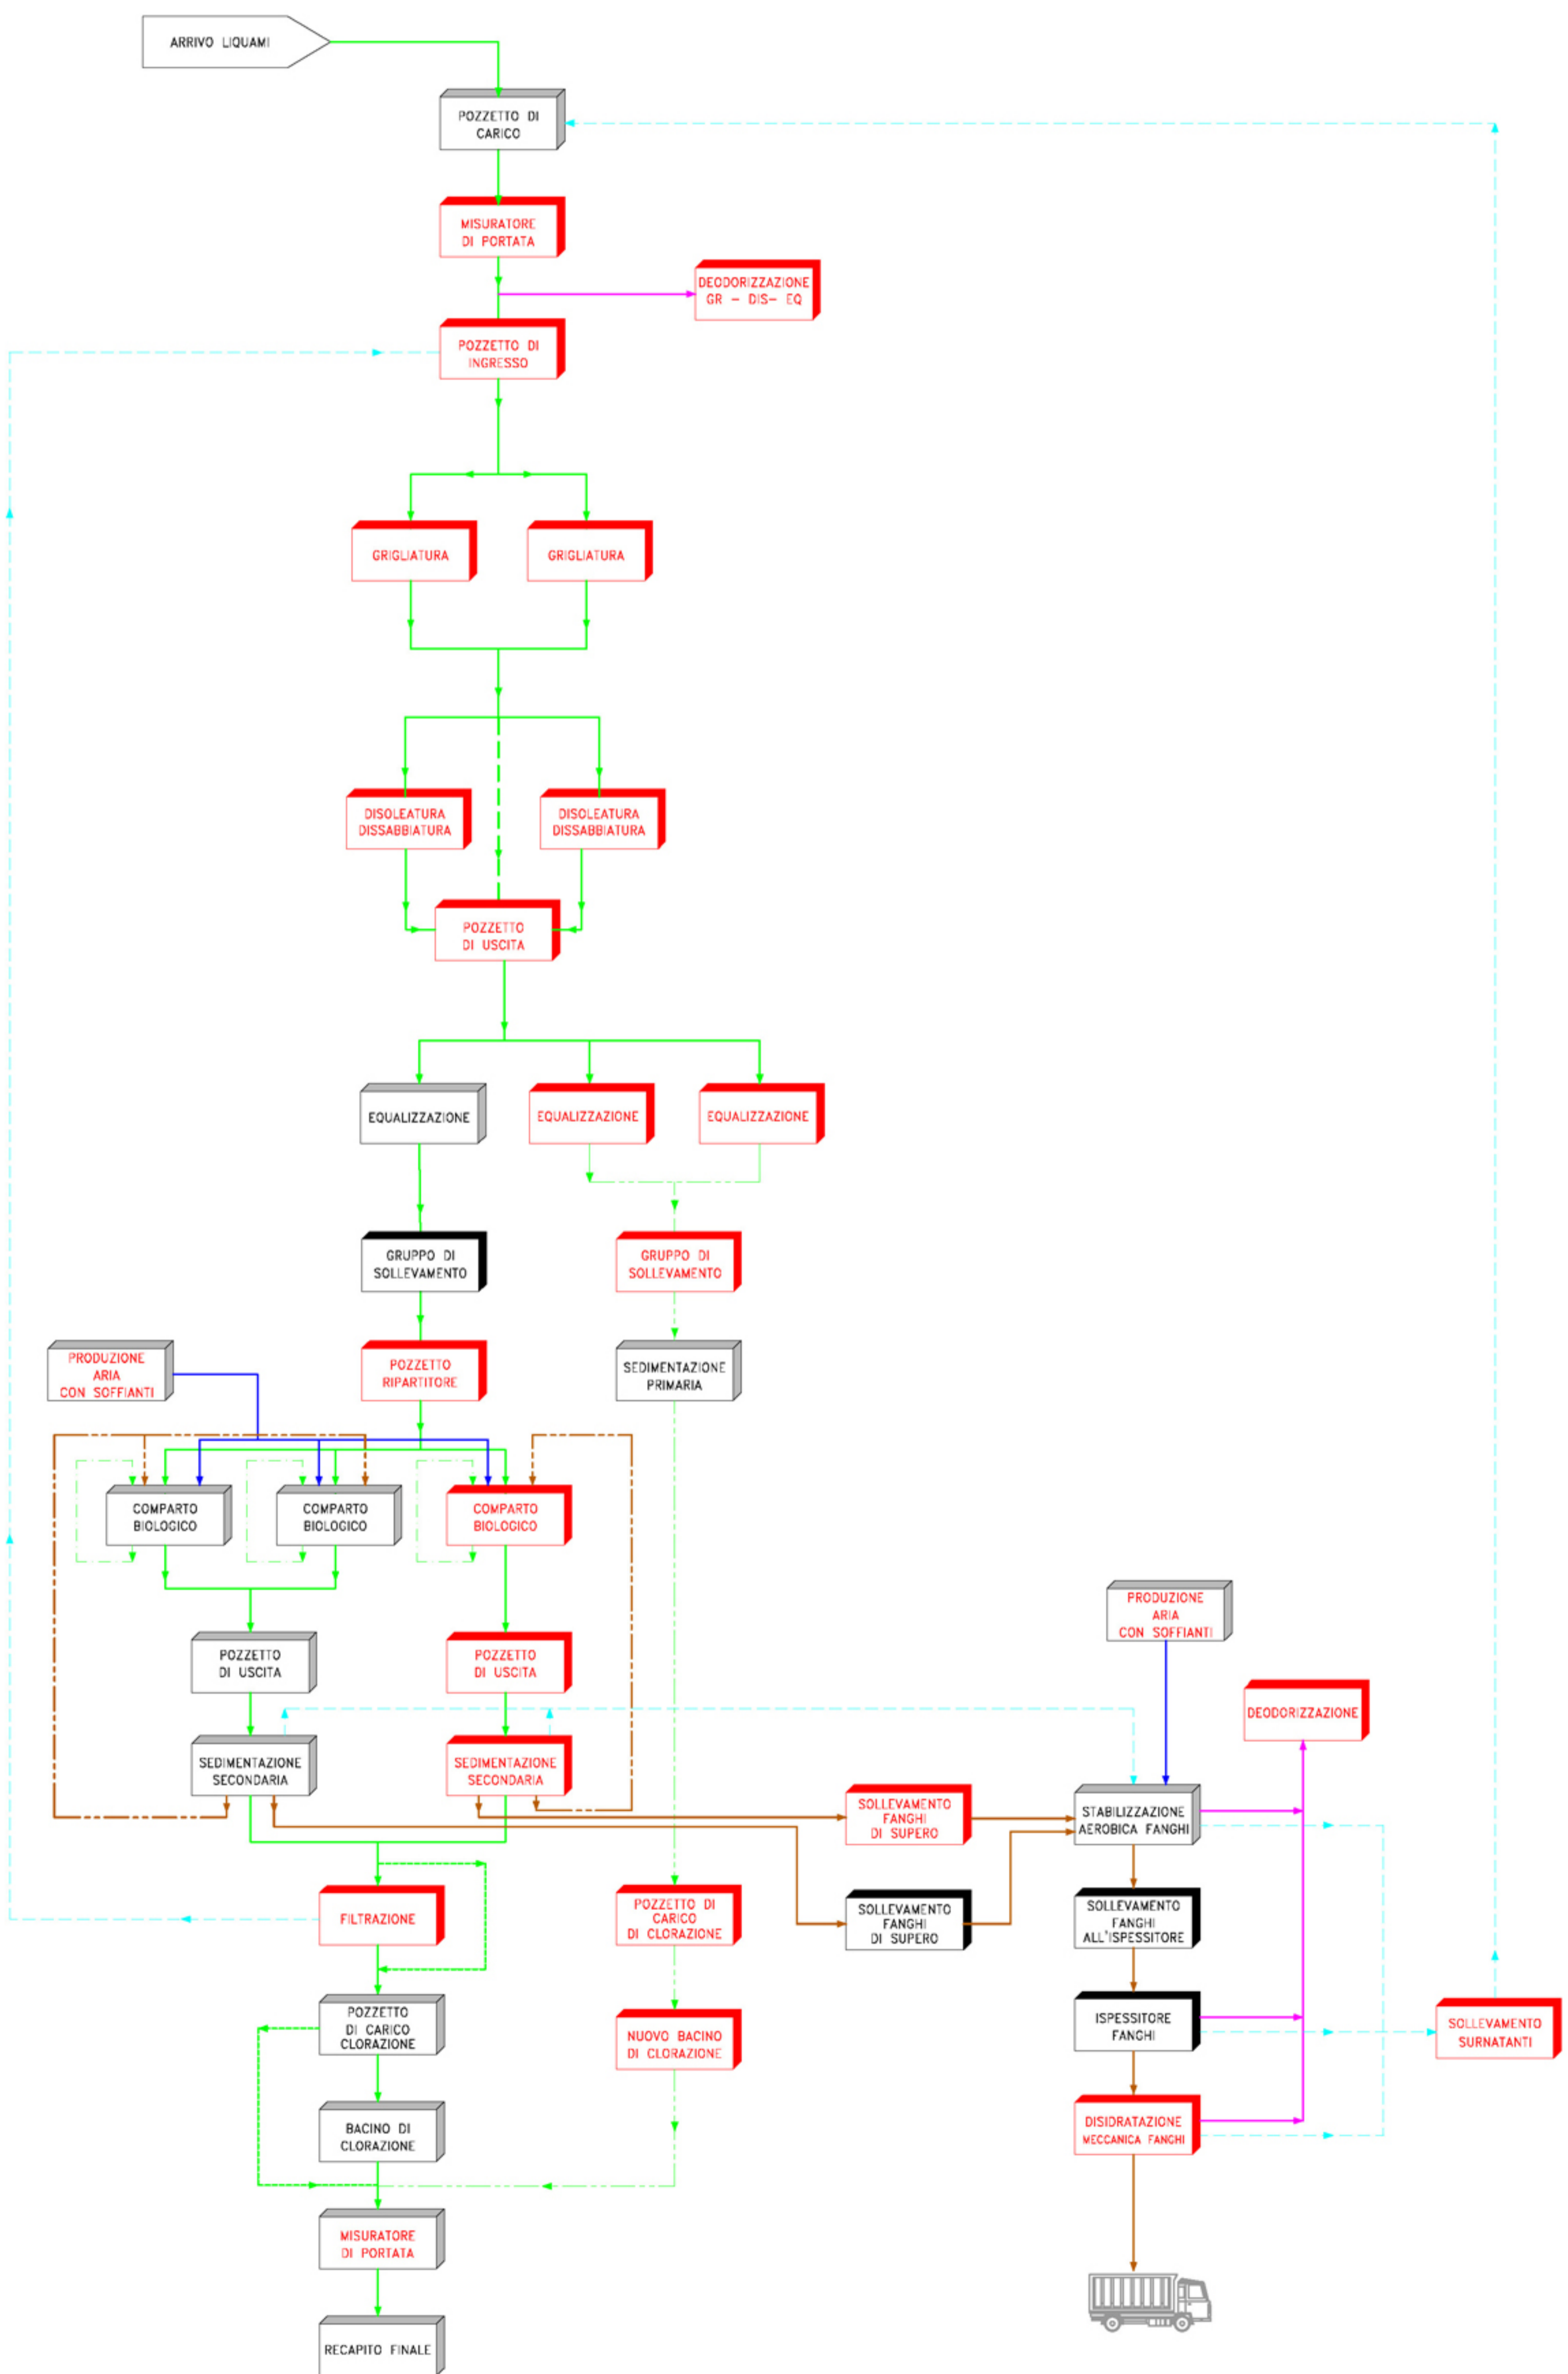 ARRIVO LIQUAMI
POZZETTO DI
CARICO
MISURATORE
DI PORTATA
DEODORIZZAZIONE
GR - DIS- EQ
POZZETTO DI
INGRESSO
GRIGLIATURA
GRIGLIATURA
DISOLEATURA
DISSABBIATURA
DISOLEATURA
DISSABBIATURA
POZZETTO
DI USCITA
EQUALIZZAZIONE
EQUALIZZAZIONE
EQUALIZZAZIONE
GRUPPO DI
SOLLEVAMENTO
GRUPPO DI
SOLLEVAMENTO
PRODUZIONE
ARIA
CON SOFFIANTI
POZZETTO
RIPARTITORE
SEDIMENTAZIONE
PRIMARIA
COMPARTO
BIOLOGICO
COMPARTO
BIOLOGICO
COMPARTO
BIOLOGICO
PRODUZIONE
ARIA
CON SOFFIANTI
POZZETTO
DI USCITA
POZZETTO
DI USCITA
DEODORIZZAZIONE
SEDIMENTAZIONE
SECONDARIA
SEDIMENTAZIONE
SECONDARIA
SOLLEVAMENTO
FANGHI
DI SUPERO
STABILIZZAZIONE
AEROBICA FANGHI
FILTRAZIONE
POZZETTO DI
CARICO
DI CLORAZIONE
SOLLEVAMENTO
FANGHI
DI SUPERO
SOLLEVAMENTO
FANGHI
ALL'ISPESSITORE
POZZETTO
DI CARICO
CLORAZIONE
NUOVO BACINO
DI CLORAZIONE
ISPESSITORE
FANGHI
SOLLEVAMENTO
SURNATANTI
BACINO DI
CLORAZIONE
DISIDRATAZIONE
MECCANICA FANGHI
MISURATORE
DI PORTATA
RECAPITO FINALE